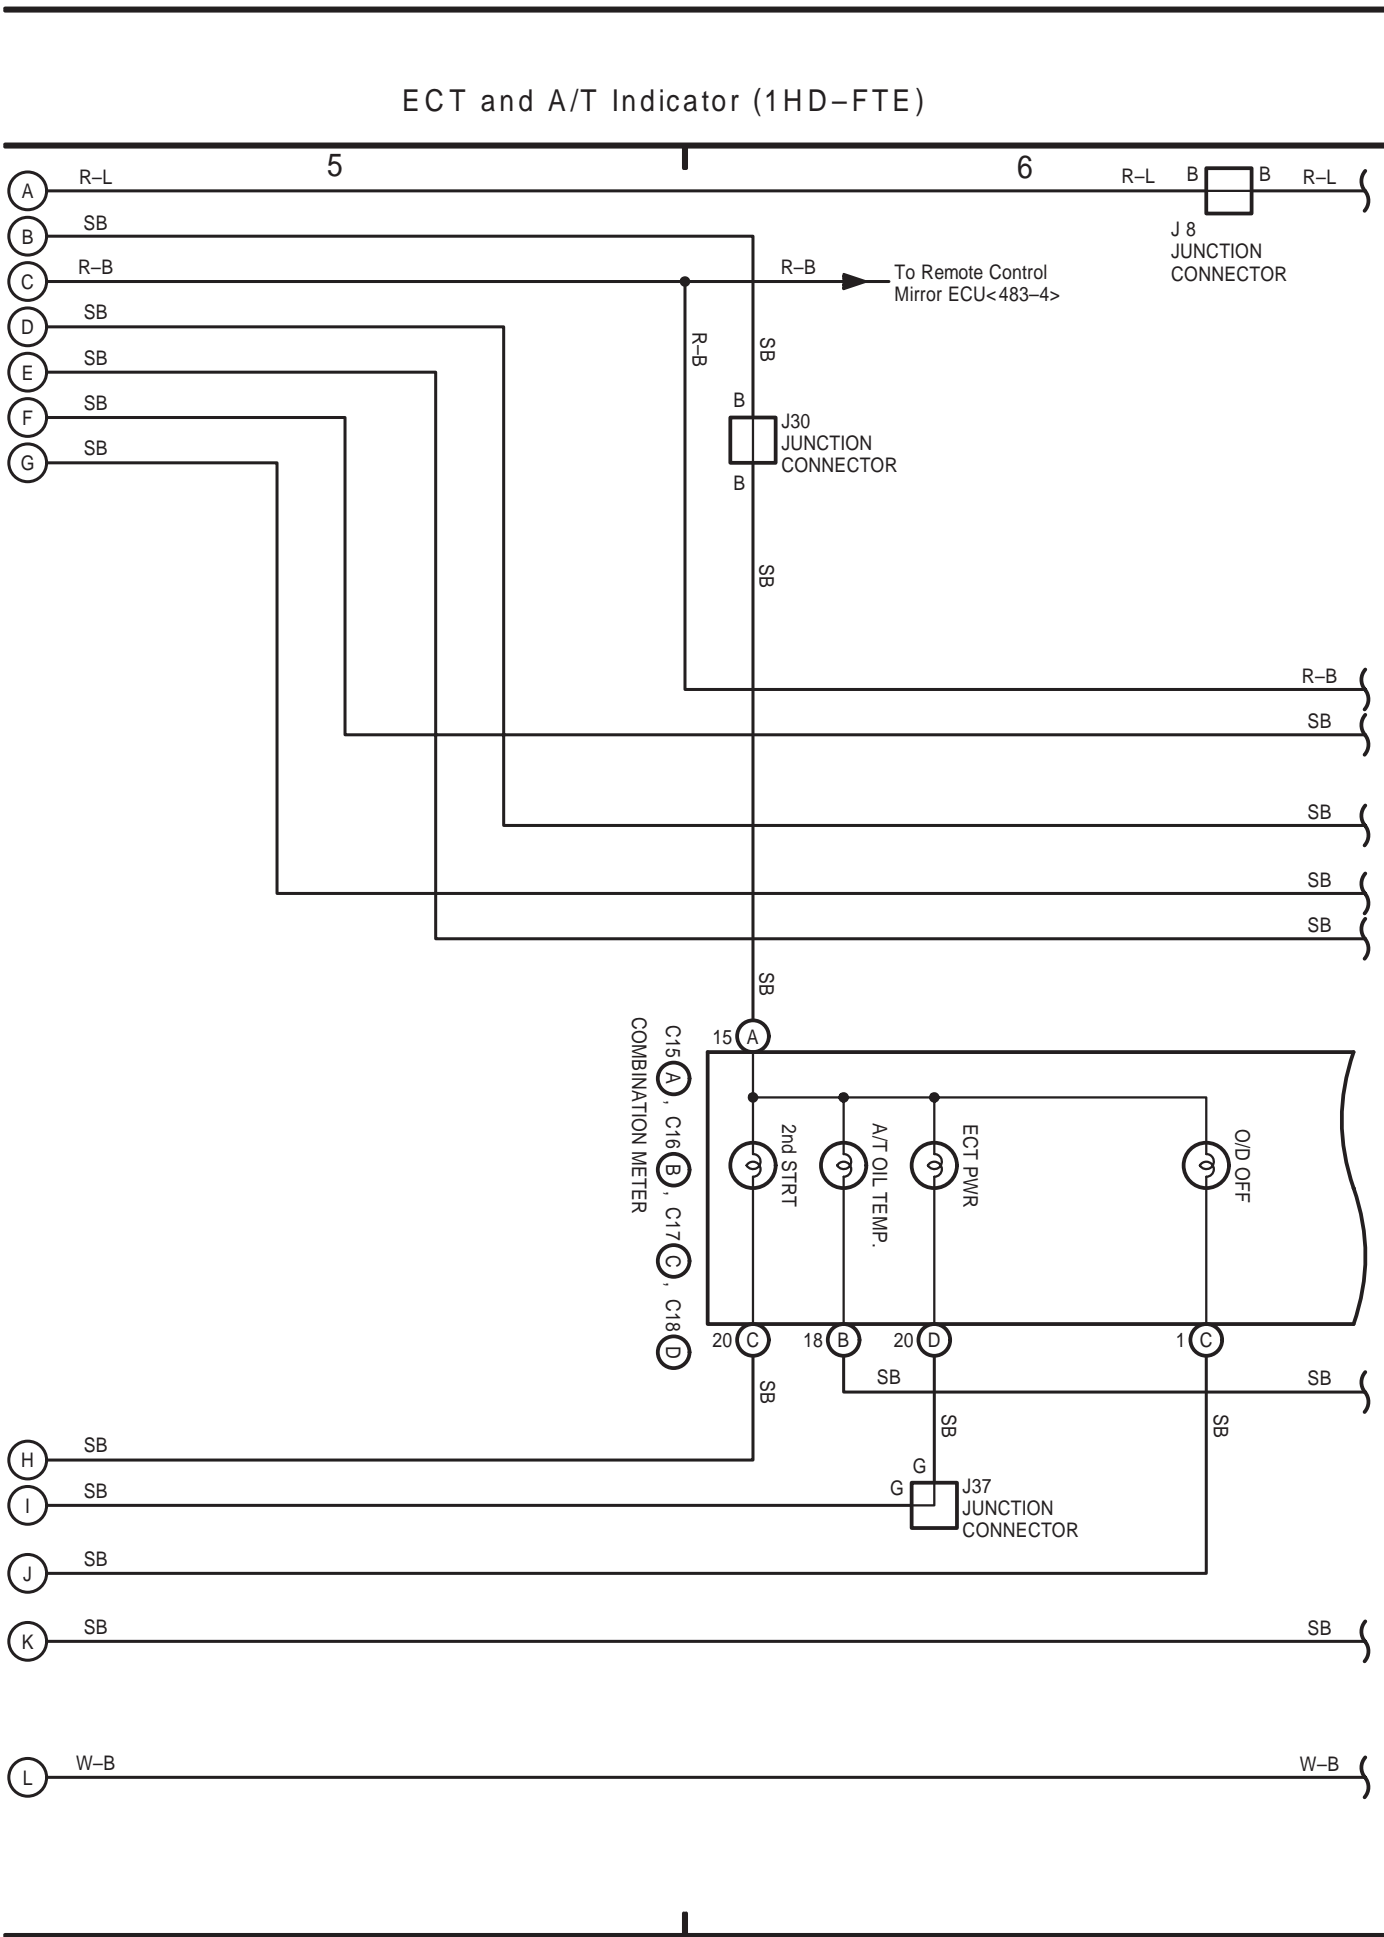 ECT and A/T Indicator (1HD–FTE)
5
6
A
R–L
R–L
B
B
R–L
J 8
JUNCTION
CONNECTOR
B
SB
C
R–B
R–B
To Remote Control
Mirror ECU<483–4>
D
SB
R–B
SB
E
SB
F
SB
B
J30
JUNCTION
CONNECTOR
B
G
SB
SB
R–B
SB
SB
SB
SB
SB
15
A
C15 A , C16 B , C17 C , C18 D
COMBINATION METER
2nd STRT
A/T OIL TEMP.
ECT PWR
O/D OFF
20
C
18
B
20
D
1
C
SB
SB
SB
SB
SB
H
SB
G
G
J37
JUNCTION
CONNECTOR
I
SB
J
SB
K
SB
SB
L
W–B
W–B